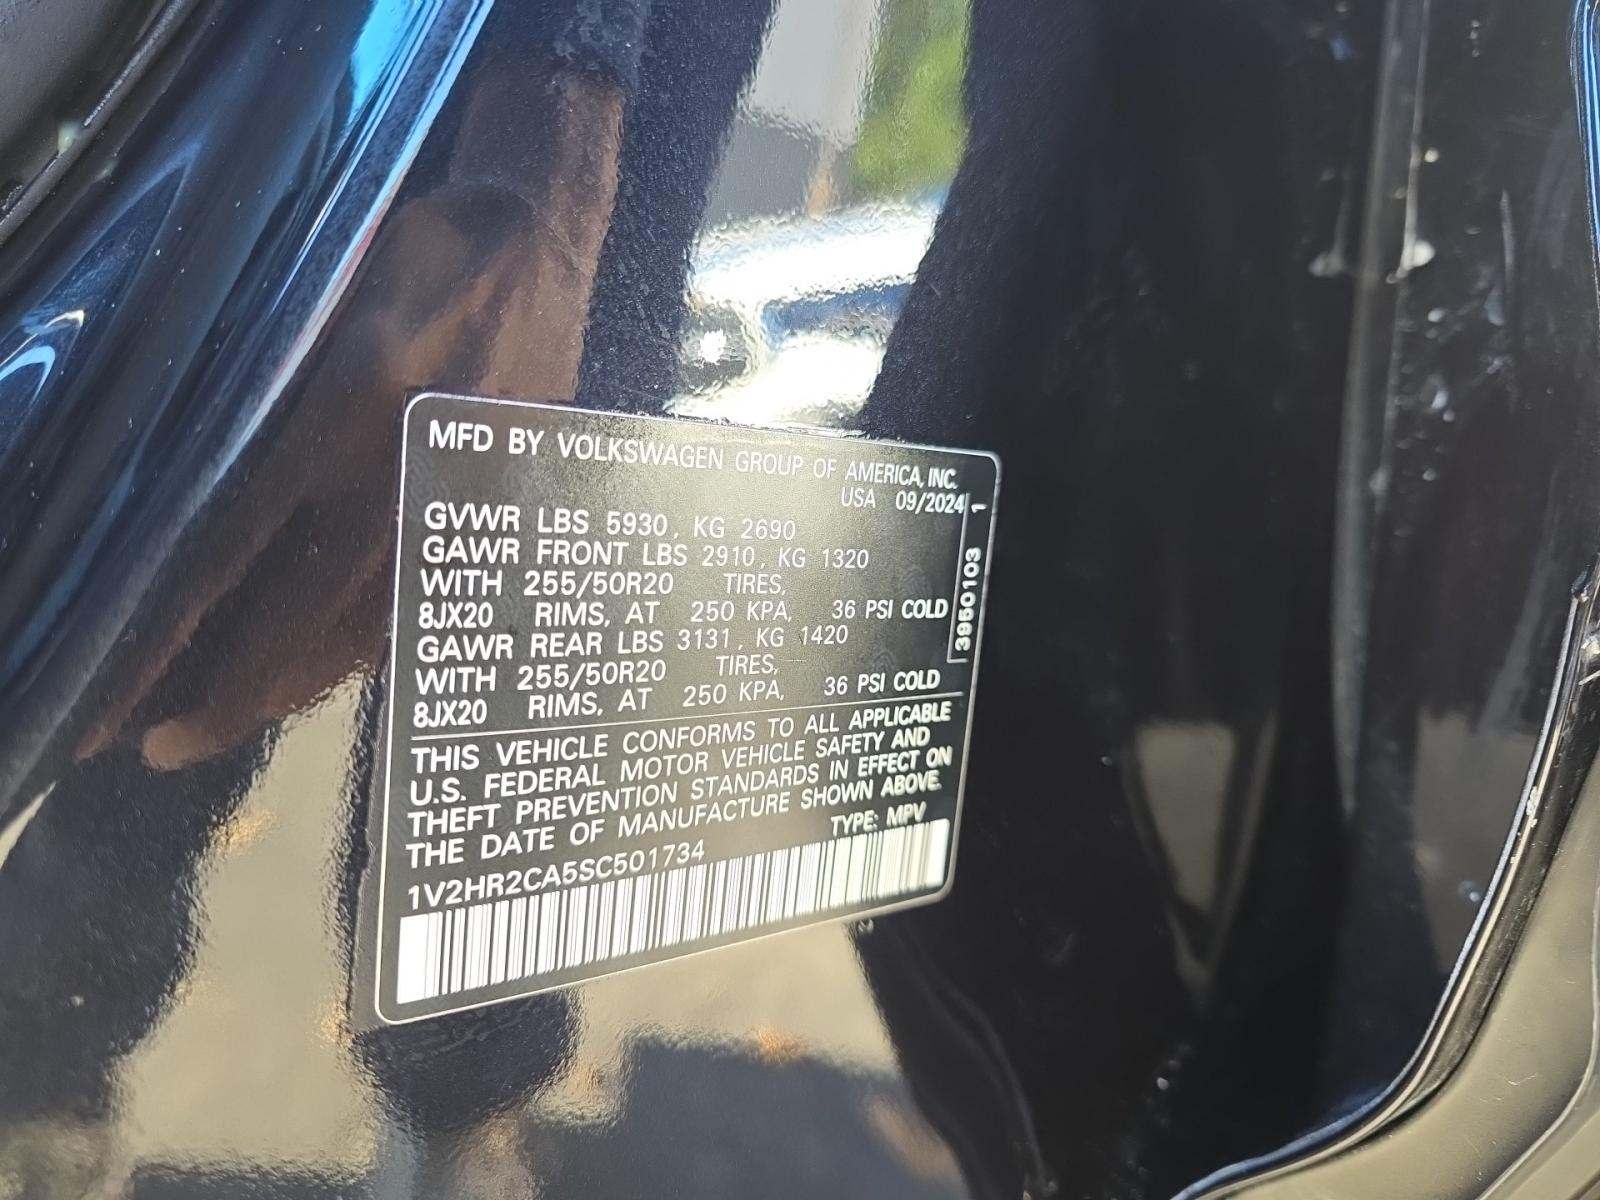 MFD BY VOLKSWAGEN GROUP OF AMERICA, INC.
USA 09/2024
GVWR LBS 5930, KG 2690
GAWR FRONT LBS 2910, KG 1320
WITH 255/50R20 TIRES,
8JX20 RIMS, AT 250 KPA, 36 PSI COLD
GAWR REAR LBS 3131, KG 1420
WITH 255/50R20 TIRES,
8JX20 RIMS, AT 250 KPA, 36 PSI COLD
3950103 1
THIS VEHICLE CONFORMS TO ALL APPLICABLE
U.S. FEDERAL MOTOR VEHICLE SAFETY AND
THEFT PREVENTION STANDARDS IN EFFECT ON
THE DATE OF MANUFACTURE SHOWN ABOVE.
TYPE: MPV
1V2HR2CA5SC501734